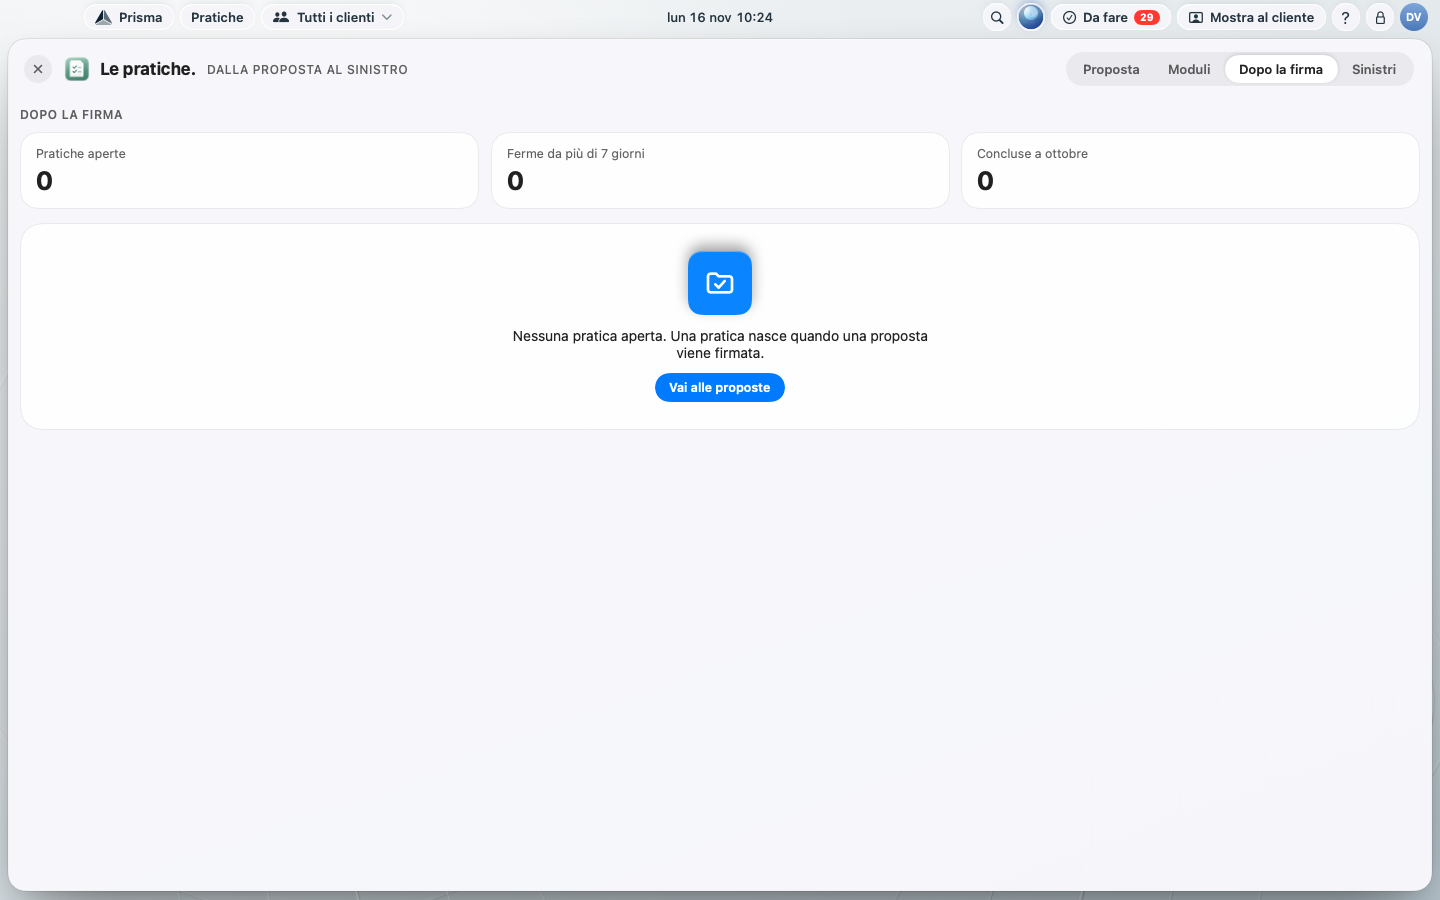 Prisma
Pratiche
Tutti i clienti
lun 16 nov 10:24
Da fare 29
Mostra al cliente
?
DV
Le pratiche. DALLA PROPOSTA AL SINISTRO
Proposta
Moduli
Dopo la firma
Sinistri
DOPO LA FIRMA
Pratiche aperte
0
Ferme da più di 7 giorni
0
Concluse a ottobre
0
Nessuna pratica aperta. Una pratica nasce quando una proposta
viene firmata.
Vai alle proposte